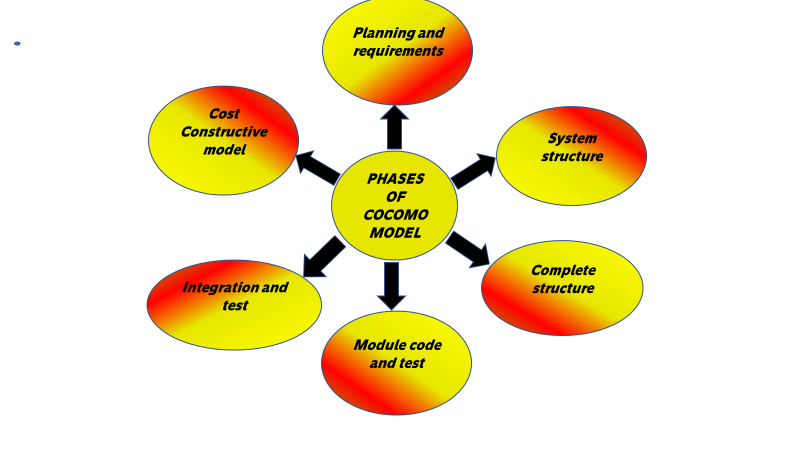 Planning and
requirements
Cost
Constructive
model
System
structure
PHASES
OF
COCOMO
MODEL
Integration and
test
Complete
structure
Module code
and test